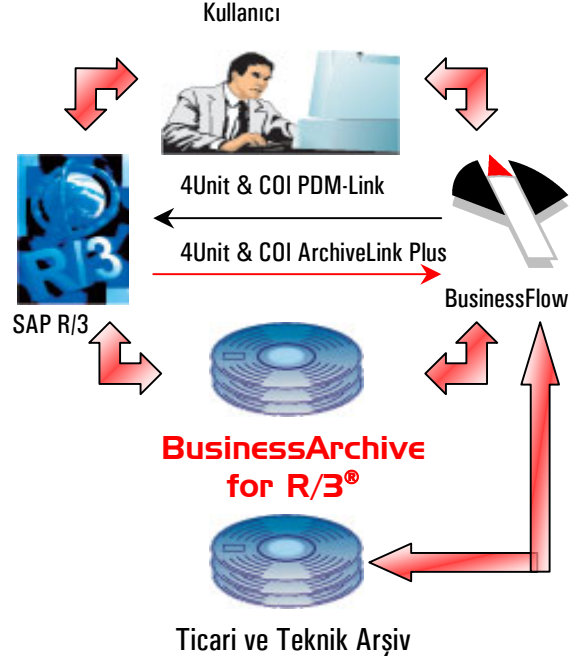 Kullanıcı
4Unit & COI PDM-Link
4Unit & COI ArchiveLink Plus
R/3
SAP R/3
BusinessFlow
BusinessArchive
for R/3®
Ticari ve Teknik Arşiv